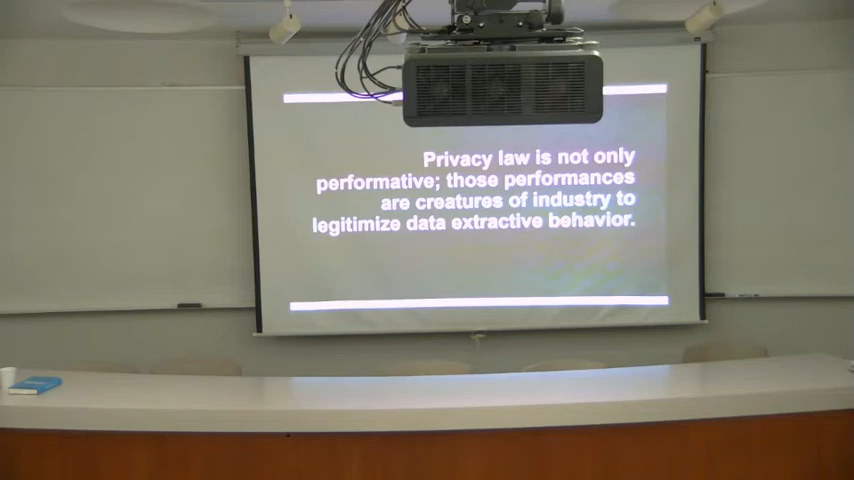 Privacy law is not only
performative; those performances
are creatures of industry to
legitimize data extractive behavior.